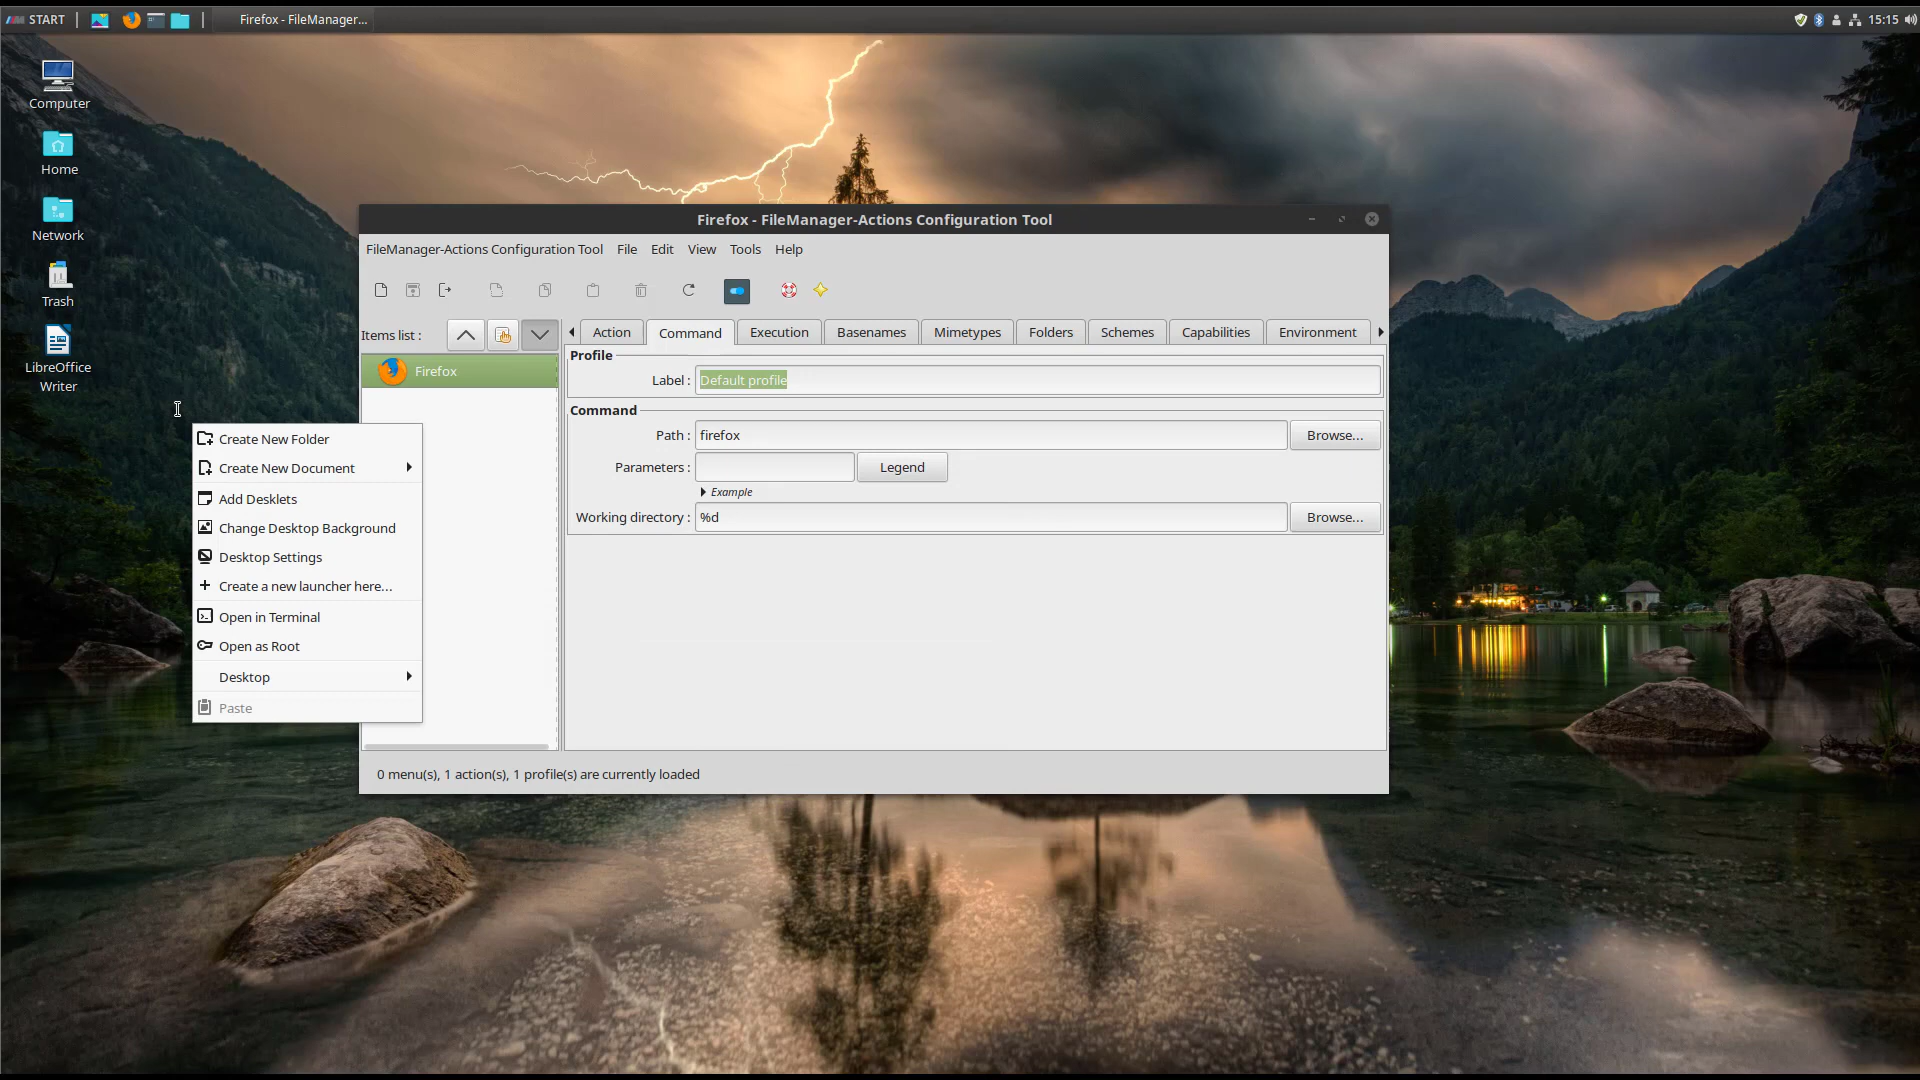 START
Firefox - FileManager...
15:15
Computer
Home
Network
Trash
LibreOffice
Writer
Firefox - FileManager-Actions Configuration Tool
FileManager-Actions Configuration Tool File Edit View Tools Help
Items list :
Action Command Execution Basenames Mimetypes Folders Schemes Capabilities Environment
Firefox
Profile
Label : Default profile
Command
Path : firefox Browse...
Parameters : Legend
Example
Working directory : %d Browse...
Create New Folder
Create New Document
Add Desklets
Change Desktop Background
Desktop Settings
Create a new launcher here...
Open in Terminal
Open as Root
Desktop
Paste
0 menu(s), 1 action(s), 1 profile(s) are currently loaded